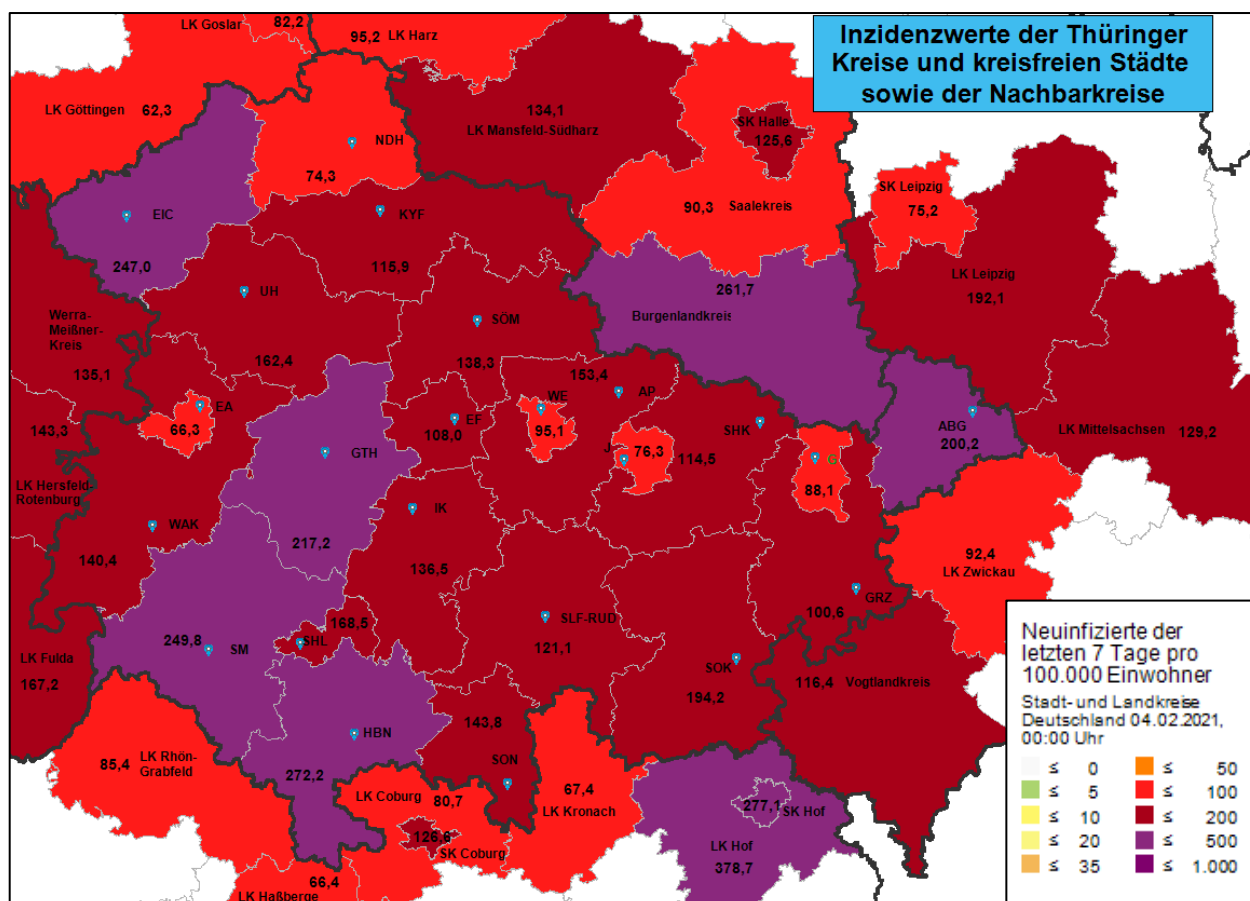 LK Goslar
82,2
95,2
LK Harz
Inzidenzwerte der Thüringer
Kreise und kreisfreien Städte
sowie der Nachbarkreise
LK Göttingen
62,3
134,1
LK Mansfeld-Südharz
SK Halle
125,6
NDH
74,3
SK Leipzig
75,2
EIC
247,0
KYF
115,9
90,3
Saalekreis
LK Leipzig
192,1
UH
162,4
261,7
Burgenlandkreis
Werra-
Meißner-
Kreis
135,1
SÖM
138,3
153,4
AP
EA
66,3
EF
108,0
WE
95,1
SHK
114,5
ABG
200,2
LK Mittelsachsen
129,2
143,3
GTH
217,2
J
76,3
G
88,1
LK Hersfeld-
Rotenburg
WAK
140,4
IK
136,5
92,4
LK Zwickau
GRZ
100,6
249,8
SM
SHL
168,5
SLF-RUD
121,1
SOK
194,2
116,4
Vogtlandkreis
LK Fulda
167,2
143,8
SON
HBN
272,2
85,4
LK Rhön-
Grabfeld
LK Coburg
80,7
126,6
SK Coburg
67,4
LK Kronach
277,1
SK Hof
LK Hof
378,7
66,4
LK Haßberge
Neuinfizierte der
letzten 7 Tage pro
100.000 Einwohner
Stadt- und Landkreise
Deutschland 04.02.2021,
00:00 Uhr
≤ 0
≤ 50
≤ 5
≤ 100
≤ 10
≤ 200
≤ 20
≤ 500
≤ 35
≤ 1.000